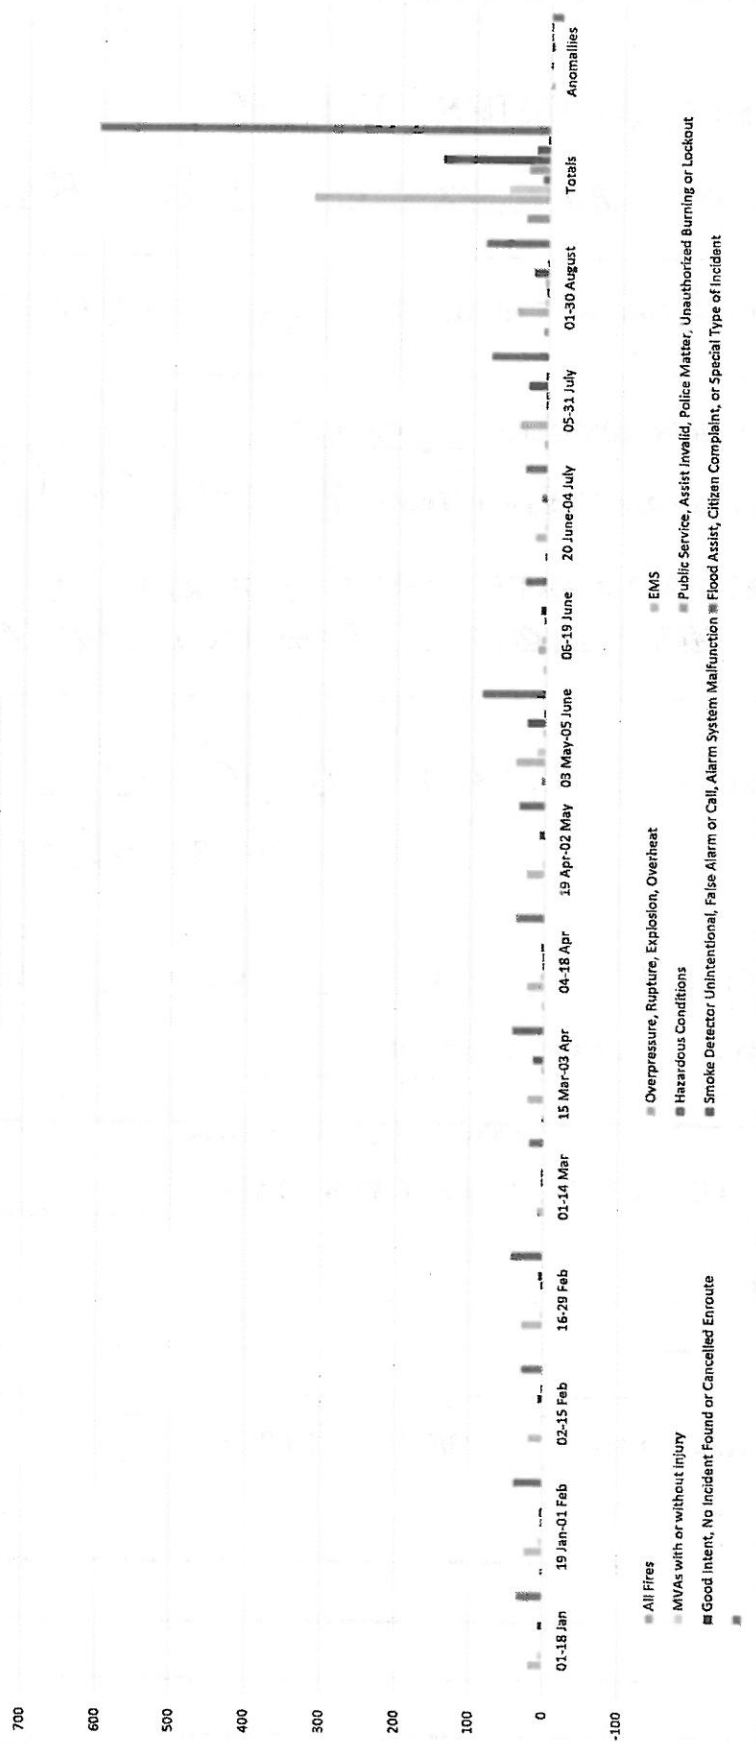 700
600
500
400
300
200
100
0
-100
01-18 Jan
19 Jan-01 Feb
02-15 Feb
16-29 Feb
01-14 Mar
15 Mar-03 Apr
04-18 Apr
19 Apr-02 May
03 May-05 June
06-19 June
20 June-04 July
05-31 July
01-30 August
Totals
Anomallies
All Fires
Overpressure, Rupture, Explosion, Overheat
EMS
MVAs with or without injury
Hazardous Conditions
Public Service, Assist Invalid, Police Matter, Unauthorized Burning or Lockout
Good Intent, No Incident Found or Cancelled Enroute
Smoke Detector UnIntentional, False Alarm or Call, Alarm System Malfunction
Flood Assist, Citizen Complaint, or Special Type of Incident